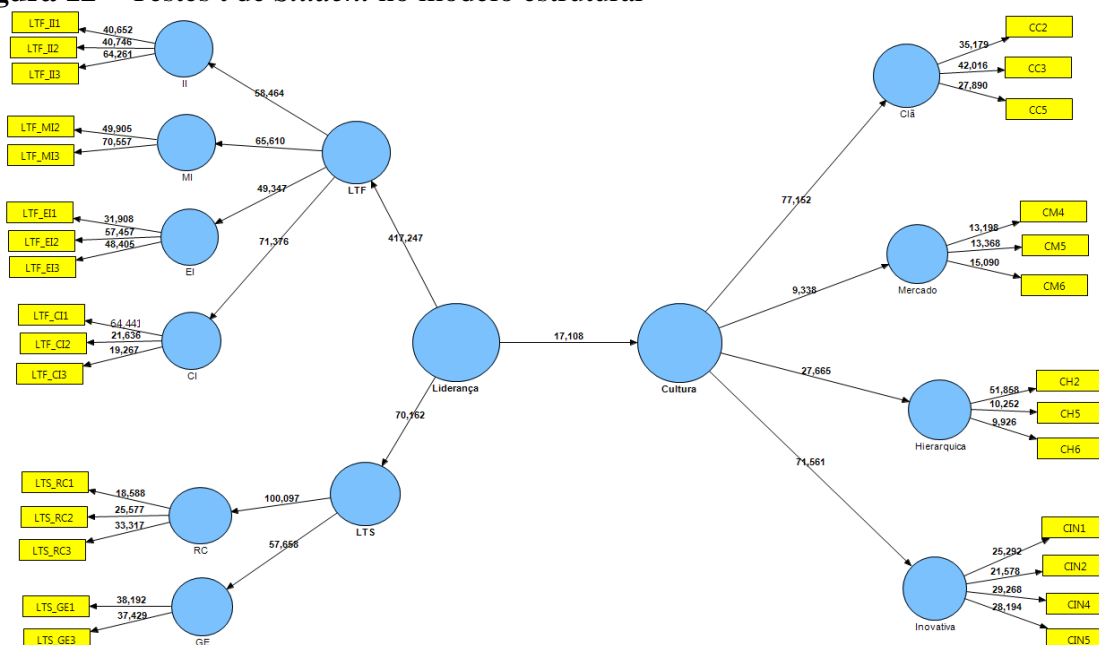 Testes t de Student no modelo estrutural
LTF_II1
LTF_II2
LTF_II3
40,652
40,746
64,261
II
58,464
LTF_MI2
LTF_MI3
49,905
70,557
MI
65,610
LTF
LTF_EI1
LTF_EI2
LTF_EI3
31,908
57,457
48,405
EI
49,347
71,376
417,247
LTF_CI1
LTF_CI2
LTF_CI3
64,441
21,636
19,267
CI
Liderança
17,108
Cultura
70,162
LTS_RC1
LTS_RC2
LTS_RC3
18,588
25,577
33,317
RC
100,097
LTS
57,658
LTS_GE1
LTS_GE3
38,192
37,429
GE
77,152
Clã
35,179
42,016
27,890
CC2
CC3
CC5
9,338
Mercado
13,198
13,368
15,090
CM4
CM5
CM6
27,665
Hierarquica
51,858
10,252
9,926
CH2
CH5
CH6
71,561
Inovativa
25,292
21,578
29,268
28,194
CIN1
CIN2
CIN4
CIN5